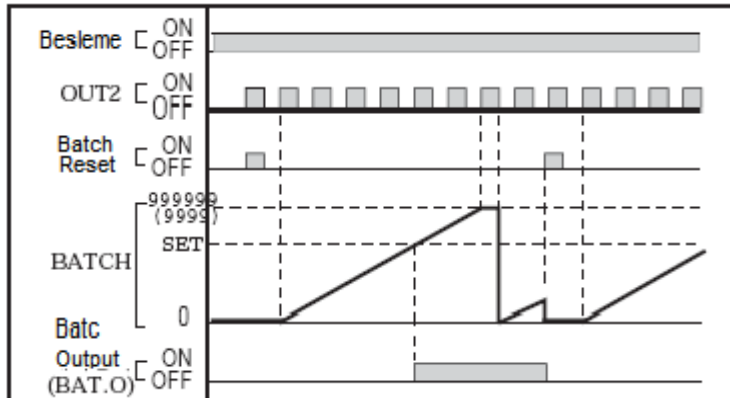 Besleme ON
OFF
OUT2 ON
OFF
Batch Reset ON
OFF
999999
(9999)
SET
BATCH
0
Batc
Output ON
(BAT.O) OFF